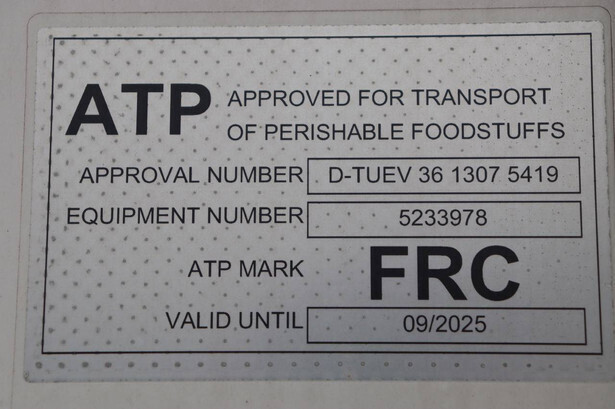 ATP APPROVED FOR TRANSPORT
OF PERISHABLE FOODSTUFFS
APPROVAL NUMBER D-TUEV 36 1307 5419
EQUIPMENT NUMBER 5233978
ATP MARK FRC
VALID UNTIL 09/2025